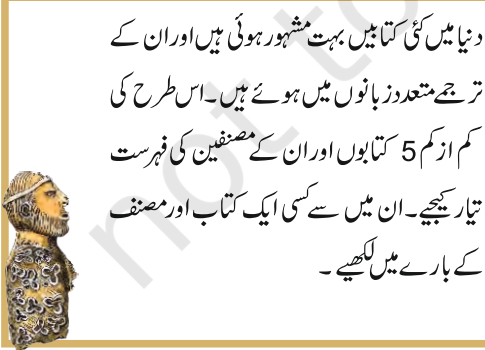 دنیا میں کئی کتابیں بہت مشہور ہوئی ہیں اور ان کے
ترجمے متعدد زبانوں میں ہوئے ہیں۔ اس طرح کی
کم از کم 5 کتابوں اور ان کے مصنفین کی فہرست
تیار کیجیے۔ ان میں سے کسی ایک کتاب اور مصنف
کے بارے میں لکھیے ۔
not to